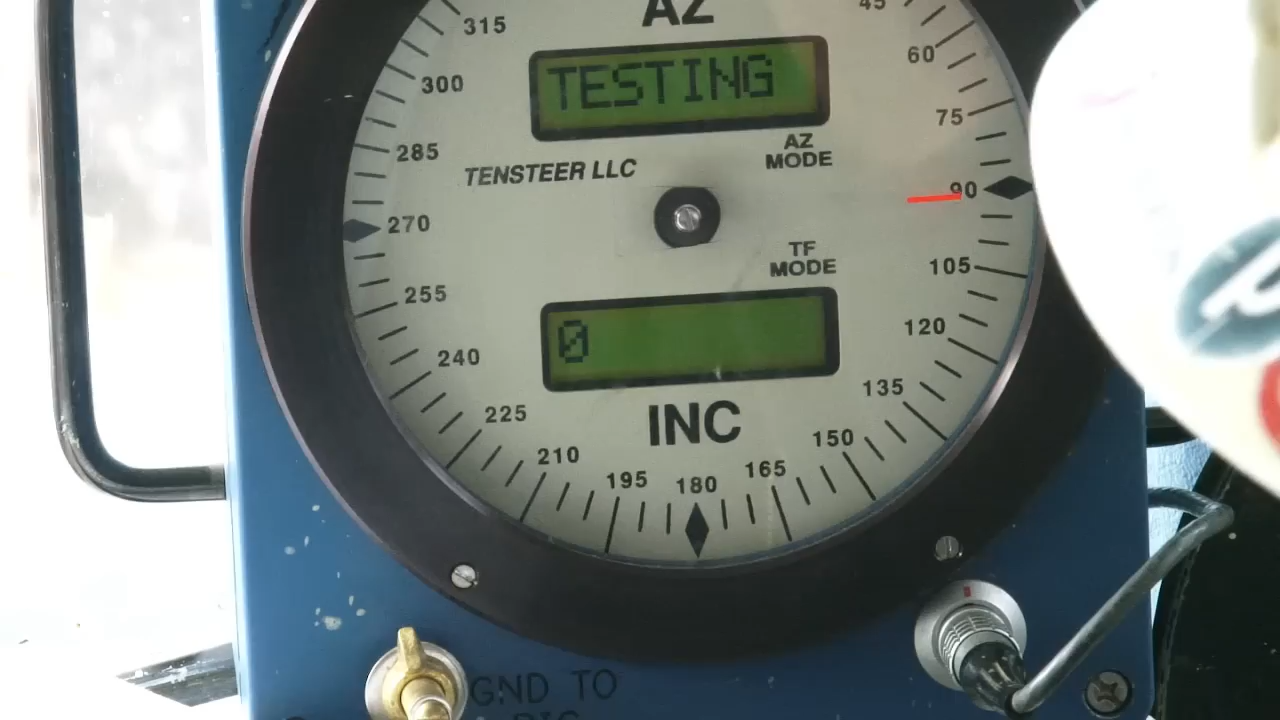 AZ
315
45
TESTING
60
300
75
AZ
MODE
285
TENSTEER LLC
90
270
TF
MODE
105
255
0
120
240
135
INC
225
150
210
165
195
180
GND TO
RIG